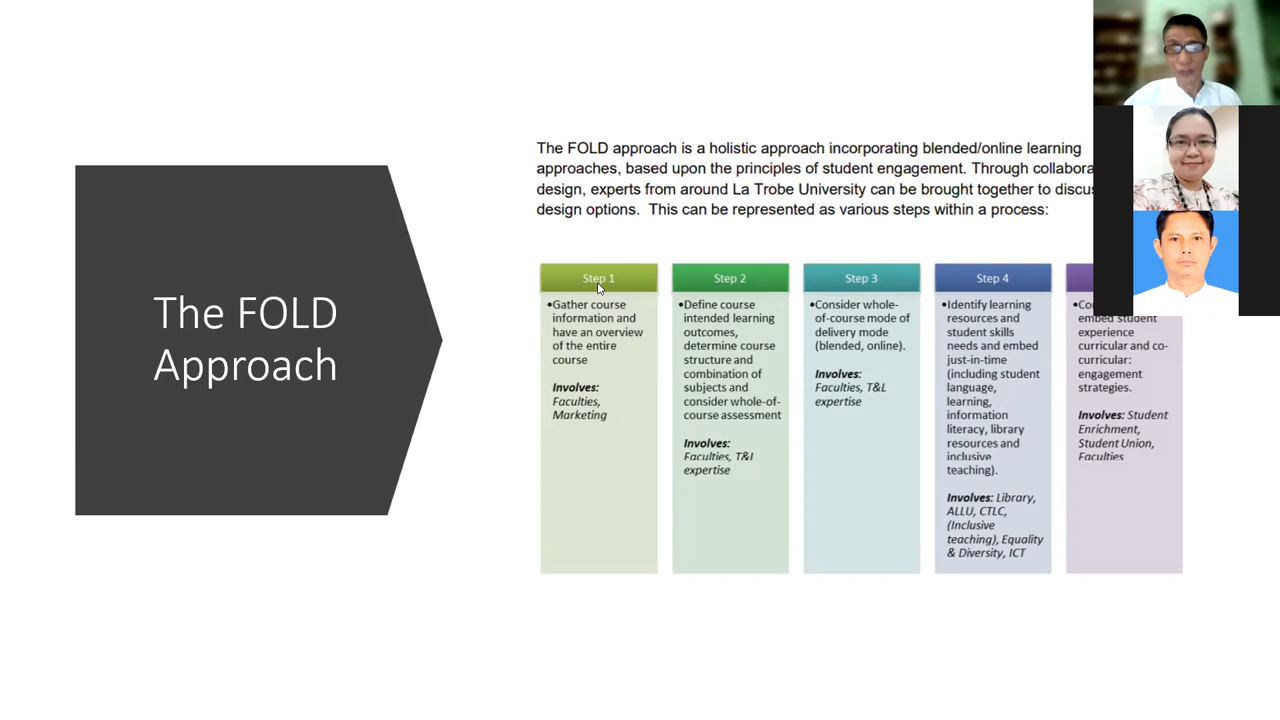 The FOLD
Approach
The FOLD approach is a holistic approach incorporating blended/online learning
approaches, based upon the principles of student engagement. Through
design, experts from around La Trobe University can be brought together to
design options.  This can be represented as various steps within a process:
Step 1
•Gather course
information and
have an overview
of the entire
course
Involves:
Faculties,
Marketing
Step 2
•Define course
intended learning
outcomes,
determine course
structure and
combination of
subjects and
consider whole-of-
course assessment
Involves:
Faculties, T&L
expertise
Step 3
•Consider whole-
of-course mode of
delivery mode
(blended, online).
Involves:
Faculties, T&L
expertise
Step 4
•Identify learning
resources and
student skills
needs and embed
just-in-time
(including student
language,
learning,
information
literacy, library
resources and
inclusive
teaching).
Involves: Library,
ALLU, CTLC,
(Inclusive
teaching), Equality
& Diversity, ICT
embed student
experience
curricular and co-
curricular:
engagement
strategies.
Involves: Student
Enrichment,
Student Union,
Faculties